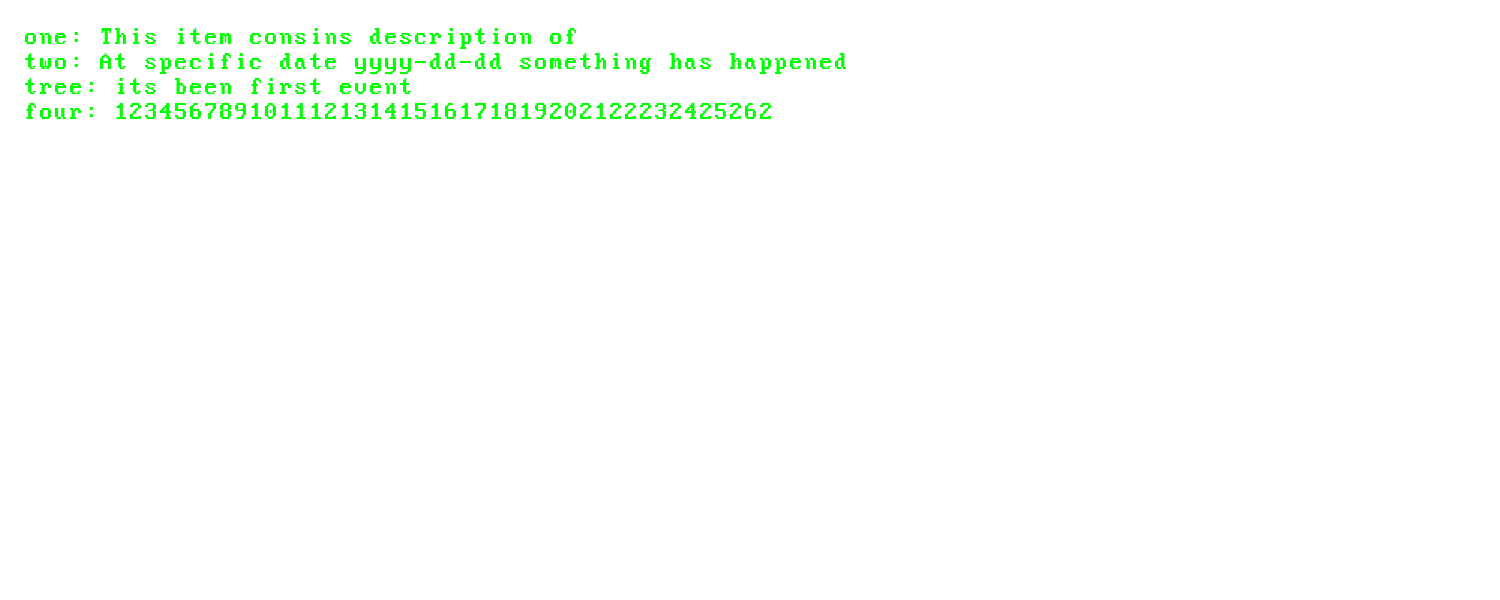 one: This item consins description of
two: At specific date yyyy-dd-dd something has happened
tree: its been first event
four: 12345678910111213141516171819202122232425262